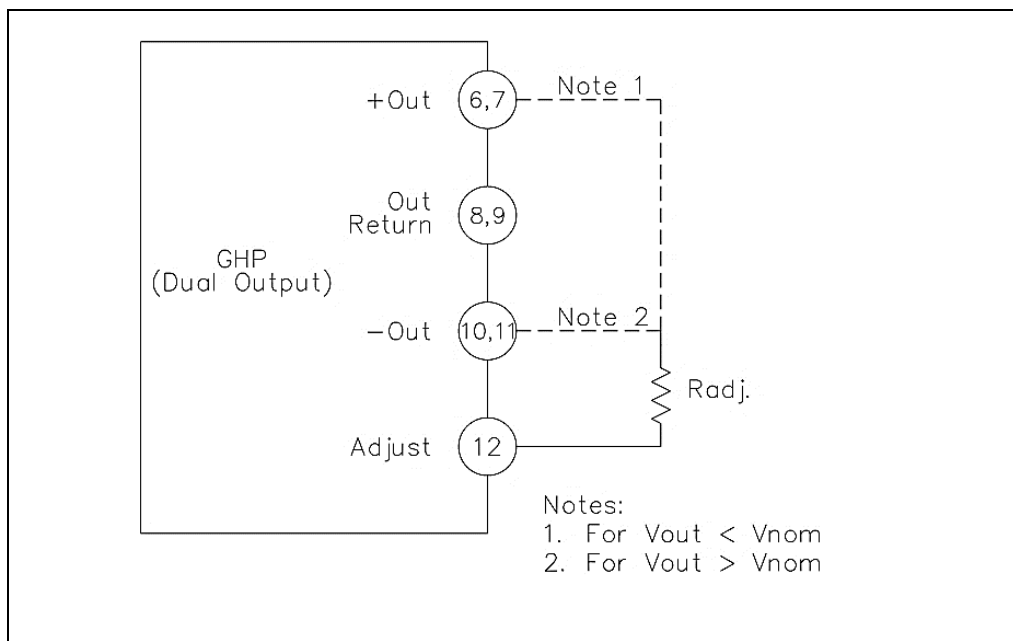 +Out
6,7
Note 1
Out
Return
8,9
GHP
(Dual Output)
-Out
10,11
Note 2
Radj.
Adjust
12
Notes:
1. For Vout < Vnom
2. For Vout > Vnom